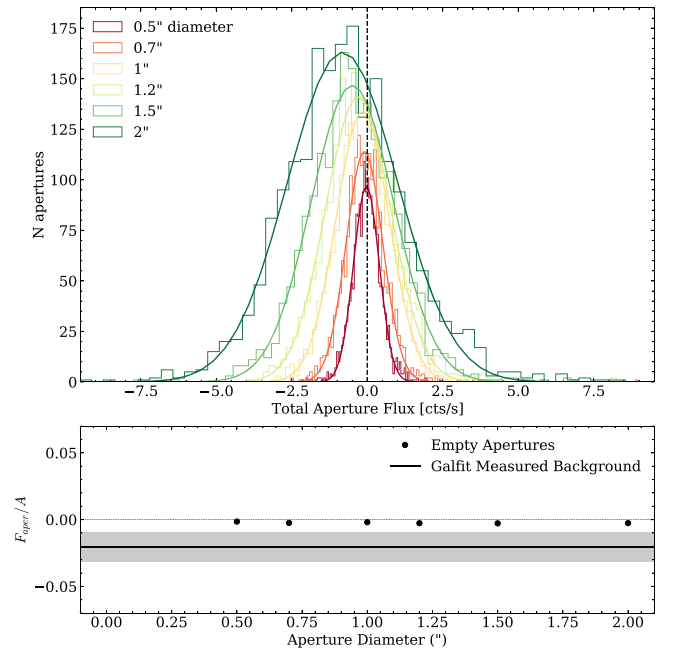 0.5" diameter
0.7"
1"
1.2"
1.5"
2"
N apertures
175
150
125
100
75
50
25
0
−7.5 −5.0 −2.5 0.0 2.5 5.0 7.5
Total Aperture Flux [cts/s]
Empty Apertures
Galfit Measured Background
F_aper/A
0.05
0.00
−0.05
0.00 0.25 0.50 0.75 1.00 1.25 1.50 1.75 2.00
Aperture Diameter (")